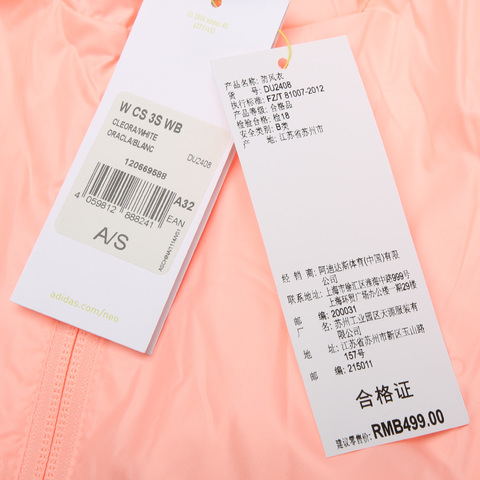 W CS 3S WB
CLEORA/WHITE
ORACLA/BLANC
DU2408
120669588
A32
4 059812 888241
EAN
A/S
adidas.com/neo
产品名称: 防风衣
货 号: DU2408
执行标准: FZ/T 81007-2012
产品等级: 合格品
检验合格: 检18
安全类别: B类
产 地: 江苏省苏州市
经 销 商: 阿迪达斯体育(中国)有限
公司
联系地址: 上海市徐汇区淮海中路999号
上海环贸广场办公楼一期29楼
邮 编: 200031
厂 名: 苏州工业园区天源服装有
限公司
地 址: 江苏省苏州市新区玉山路
157号
邮 编: 215011
合格证
建议零售价: RMB499.00